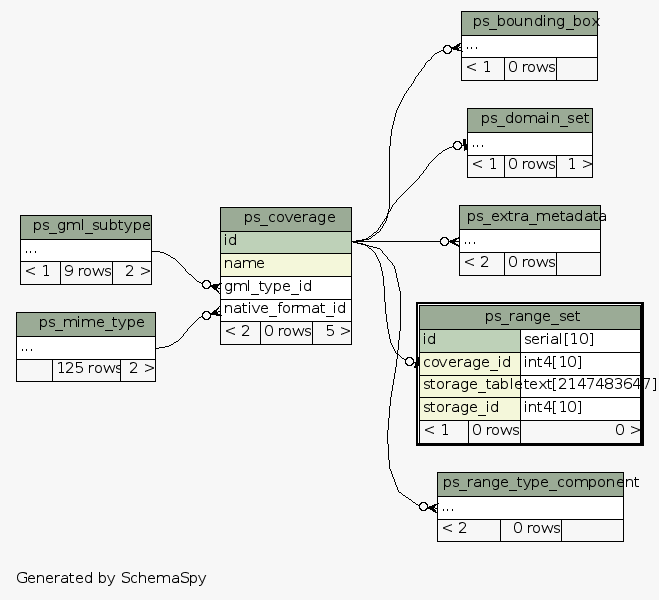 ps_bounding_box
...
< 1 0 rows
ps_domain_set
...
< 1 0 rows 1 >
ps_gml_subtype
...
< 1 9 rows 2 >
ps_mime_type
...
125 rows 2 >
ps_coverage
id
name
gml_type_id
native_format_id
< 2 0 rows 5 >
ps_extra_metadata
...
< 2 0 rows
ps_range_set
id serial[10]
coverage_id int4[10]
storage_table text[2147483647]
storage_id int4[10]
< 1 0 rows 0 >
ps_range_type_component
...
< 2 0 rows
Generated by SchemaSpy